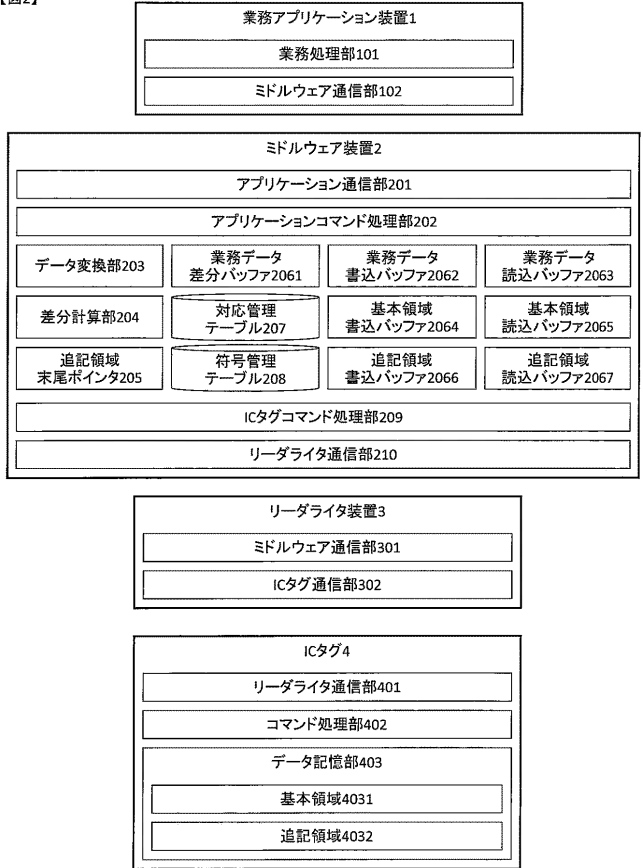 【図2】
業務アプリケーション装置1
業務処理部101
ミドルウェア通信部102
ミドルウェア装置2
アプリケーション通信部201
アプリケーションコマンド処理部202
データ変換部203
業務データ
差分バッファ2061
業務データ
書込バッファ2062
業務データ
読込バッファ2063
差分計算部204
対応管理
テーブル207
基本領域
書込バッファ2064
基本領域
読込バッファ2065
追記領域
末尾ポインタ205
符号管理
テーブル208
追記領域
書込バッファ2066
追記領域
読込バッファ2067
ICタグコマンド処理部209
リーダライタ通信部210
リーダライタ装置3
ミドルウェア通信部301
ICタグ通信部302
ICタグ4
リーダライタ通信部401
コマンド処理部402
データ記憶部403
基本領域4031
追記領域4032